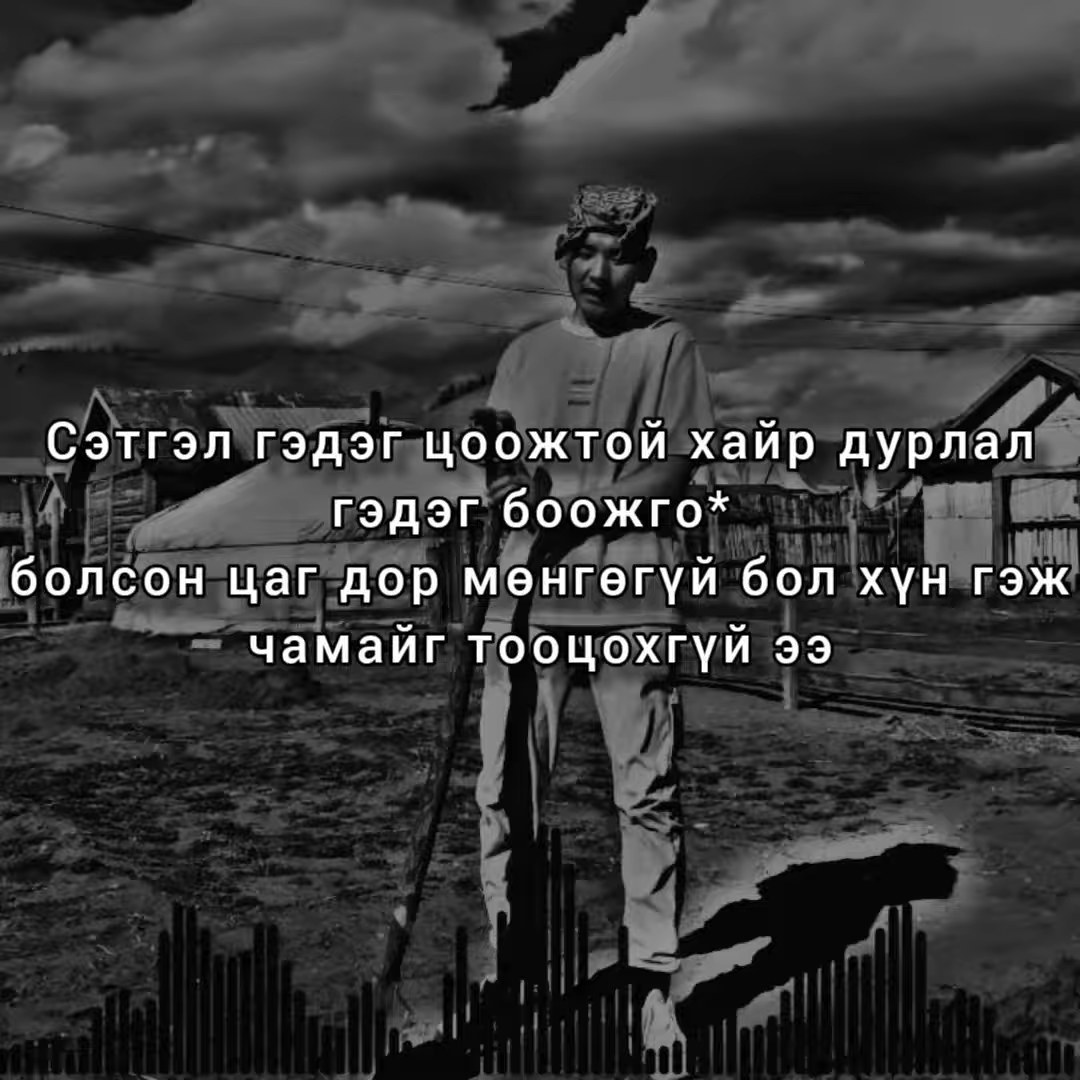 Сэтгэл гэдэг цоожтой хайр дурлал
гэдэг боожго*
болсон цаг дор мөнгөгүй бол хүн гэж
чамайг тооцохгүй ээ